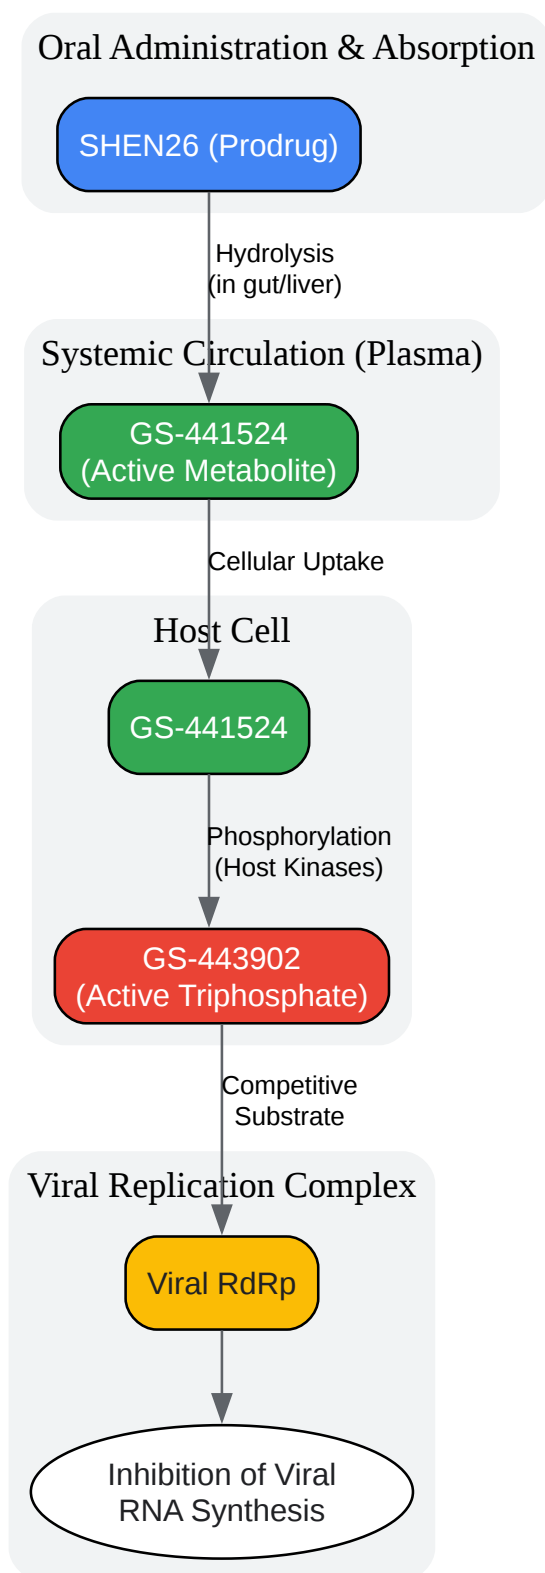 Oral Administration & Absorption
SHEN26 (Prodrug)
Hydrolysis
(in gut/liver)
Systemic Circulation (Plasma)
GS-441524
(Active Metabolite)
Cellular Uptake
Host Cell
GS-441524
Phosphorylation
(Host Kinases)
GS-443902
(Active Triphosphate)
Competitive
Substrate
Viral Replication Complex
Viral RdRp
Inhibition of Viral
RNA Synthesis